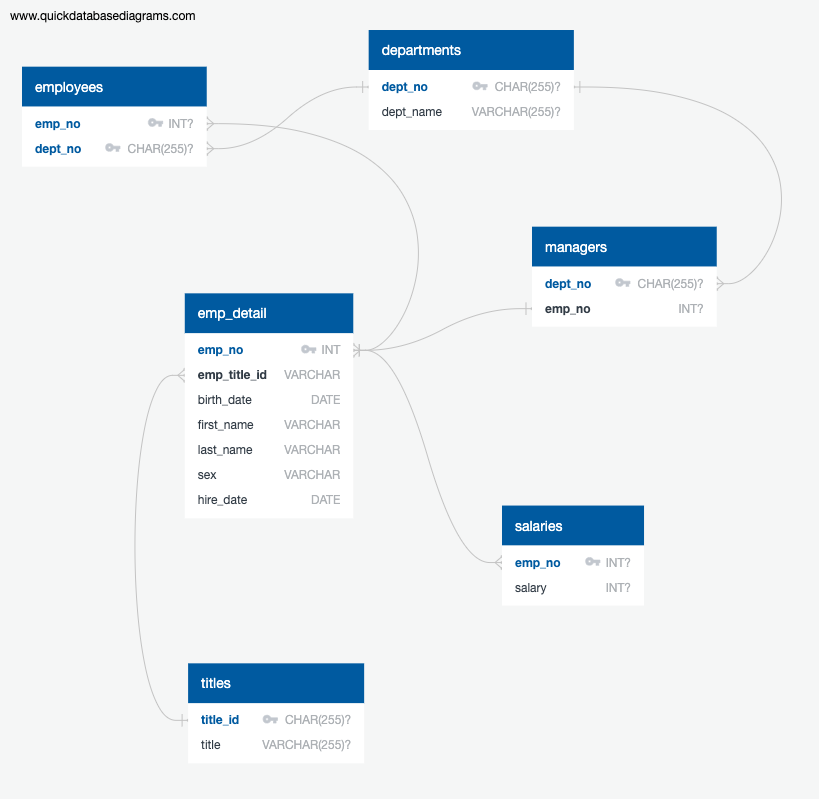 www.quickdatabasediagrams.com
departments
dept_no CHAR(255)?
dept_name VARCHAR(255)?
employees
emp_no INT?
dept_no CHAR(255)?
managers
dept_no CHAR(255)?
emp_no INT?
emp_detail
emp_no INT
emp_title_id VARCHAR
birth_date DATE
first_name VARCHAR
last_name VARCHAR
sex VARCHAR
hire_date DATE
salaries
emp_no INT?
salary INT?
titles
title_id CHAR(255)?
title VARCHAR(255)?